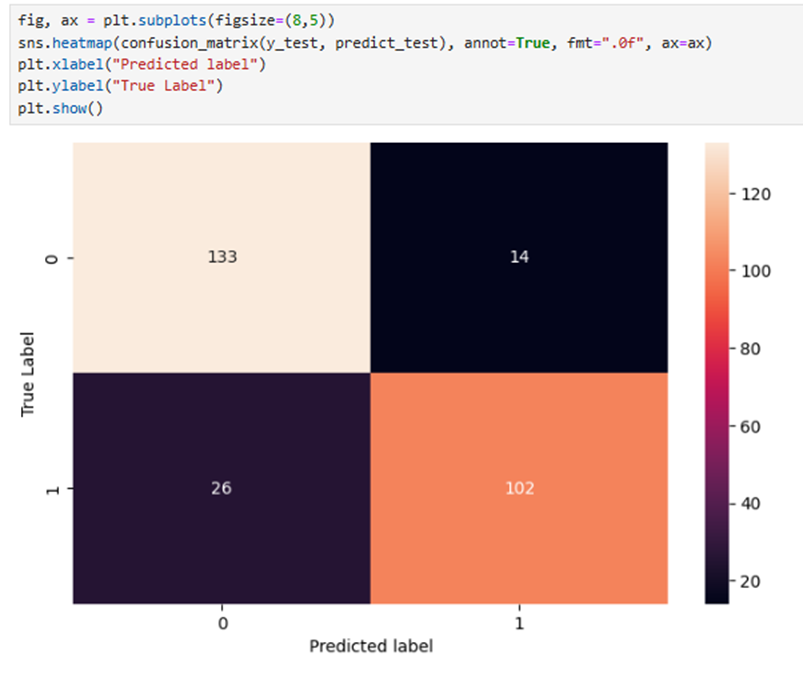 fig, ax = plt.subplots(figsize=(8,5))
sns.heatmap(confusion_matrix(y_test, predict_test), annot=True, fmt=".0f", ax=ax)
plt.xlabel("Predicted label")
plt.ylabel("True Label")
plt.show()
133 14
26 102
0
1
True Label
0 1
Predicted label
120
100
80
60
40
20